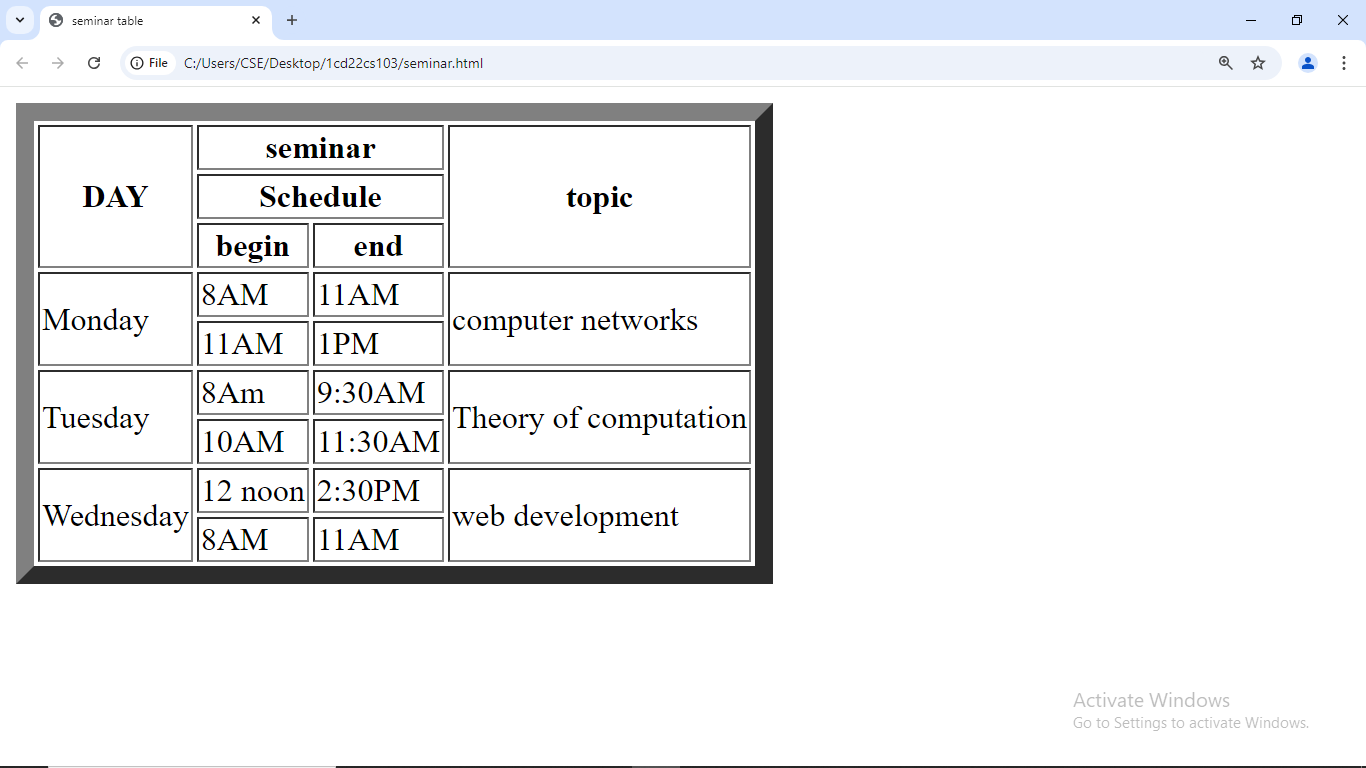 seminar table
File C:/Users/CSE/Desktop/1cd22cs103/seminar.html
DAY seminar topic
Schedule
begin end
Monday 8AM 11AM computer networks
11AM 1PM
Tuesday 8Am 9:30AM Theory of computation
10AM 11:30AM
Wednesday 12 noon 2:30PM web development
8AM 11AM
Activate Windows
Go to Settings to activate Windows.